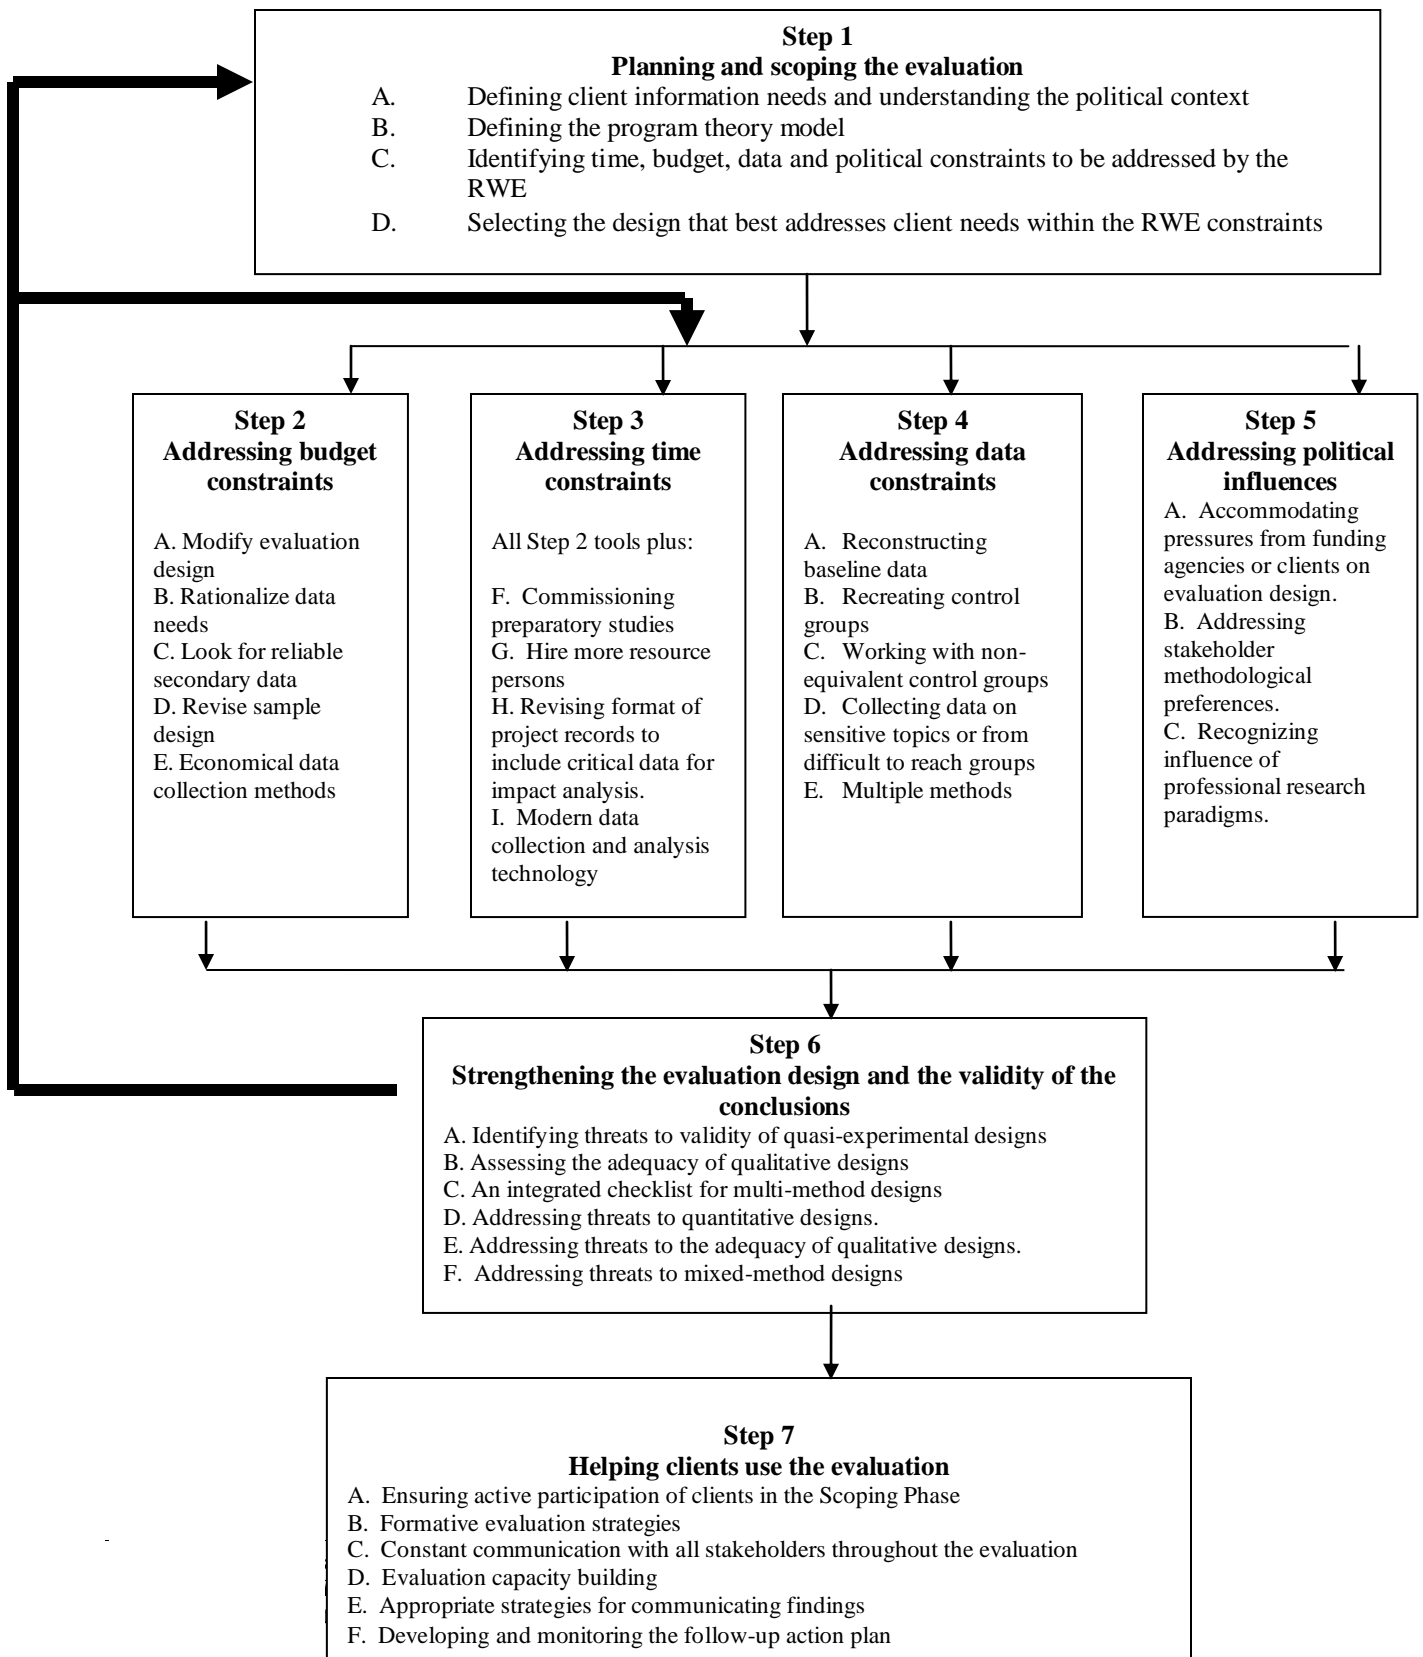 Step 1
Planning and scoping the evaluation
A. Defining client information needs and understanding the political context
B. Defining the program theory model
C. Identifying time, budget, data and political constraints to be addressed by the
RWE
D. Selecting the design that best addresses client needs within the RWE constraints
Step 2
Addressing budget
constraints
A. Modify evaluation
design
B. Rationalize data
needs
C. Look for reliable
secondary data
D. Revise sample
design
E. Economical data
collection methods
Step 3
Addressing time
constraints
All Step 2 tools plus:
F. Commissioning
preparatory studies
G. Hire more resource
persons
H. Revising format of
project records to
include critical data for
impact analysis.
I. Modern data
collection and analysis
technology
Step 4
Addressing data
constraints
A. Reconstructing
baseline data
B. Recreating control
groups
C. Working with non-
equivalent control groups
D. Collecting data on
sensitive topics or from
difficult to reach groups
E. Multiple methods
Step 5
Addressing political
influences
A. Accommodating
pressures from funding
agencies or clients on
evaluation design.
B. Addressing
stakeholder
methodological
preferences.
C. Recognizing
influence of
professional research
paradigms.
Step 6
Strengthening the evaluation design and the validity of the
conclusions
A. Identifying threats to validity of quasi-experimental designs
B. Assessing the adequacy of qualitative designs
C. An integrated checklist for multi-method designs
D. Addressing threats to quantitative designs.
E. Addressing threats to the adequacy of qualitative designs.
F. Addressing threats to mixed-method designs
Step 7
Helping clients use the evaluation
A. Ensuring active participation of clients in the Scoping Phase
B. Formative evaluation strategies
C. Constant communication with all stakeholders throughout the evaluation
D. Evaluation capacity building
E. Appropriate strategies for communicating findings
F. Developing and monitoring the follow-up action plan